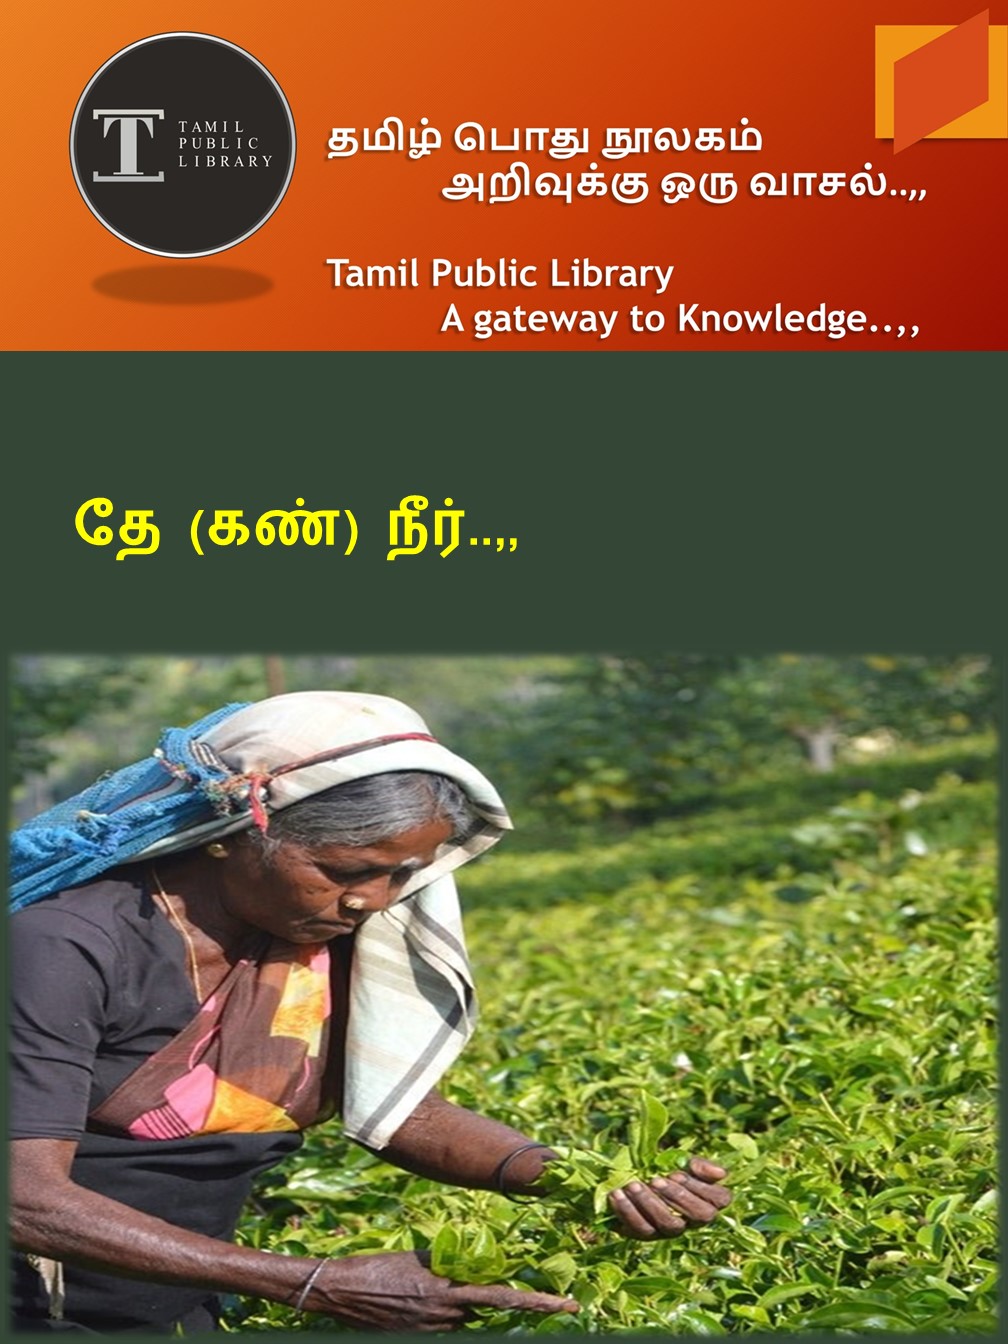 TAMIL
PUBLIC
LIBRARY
தமிழ் பொது நூலகம்
அறிவுக்கு ஒரு வாசல்..,,
Tamil Public Library
A gateway to Knowledge..,,
தே (கண்) நீர்..,,